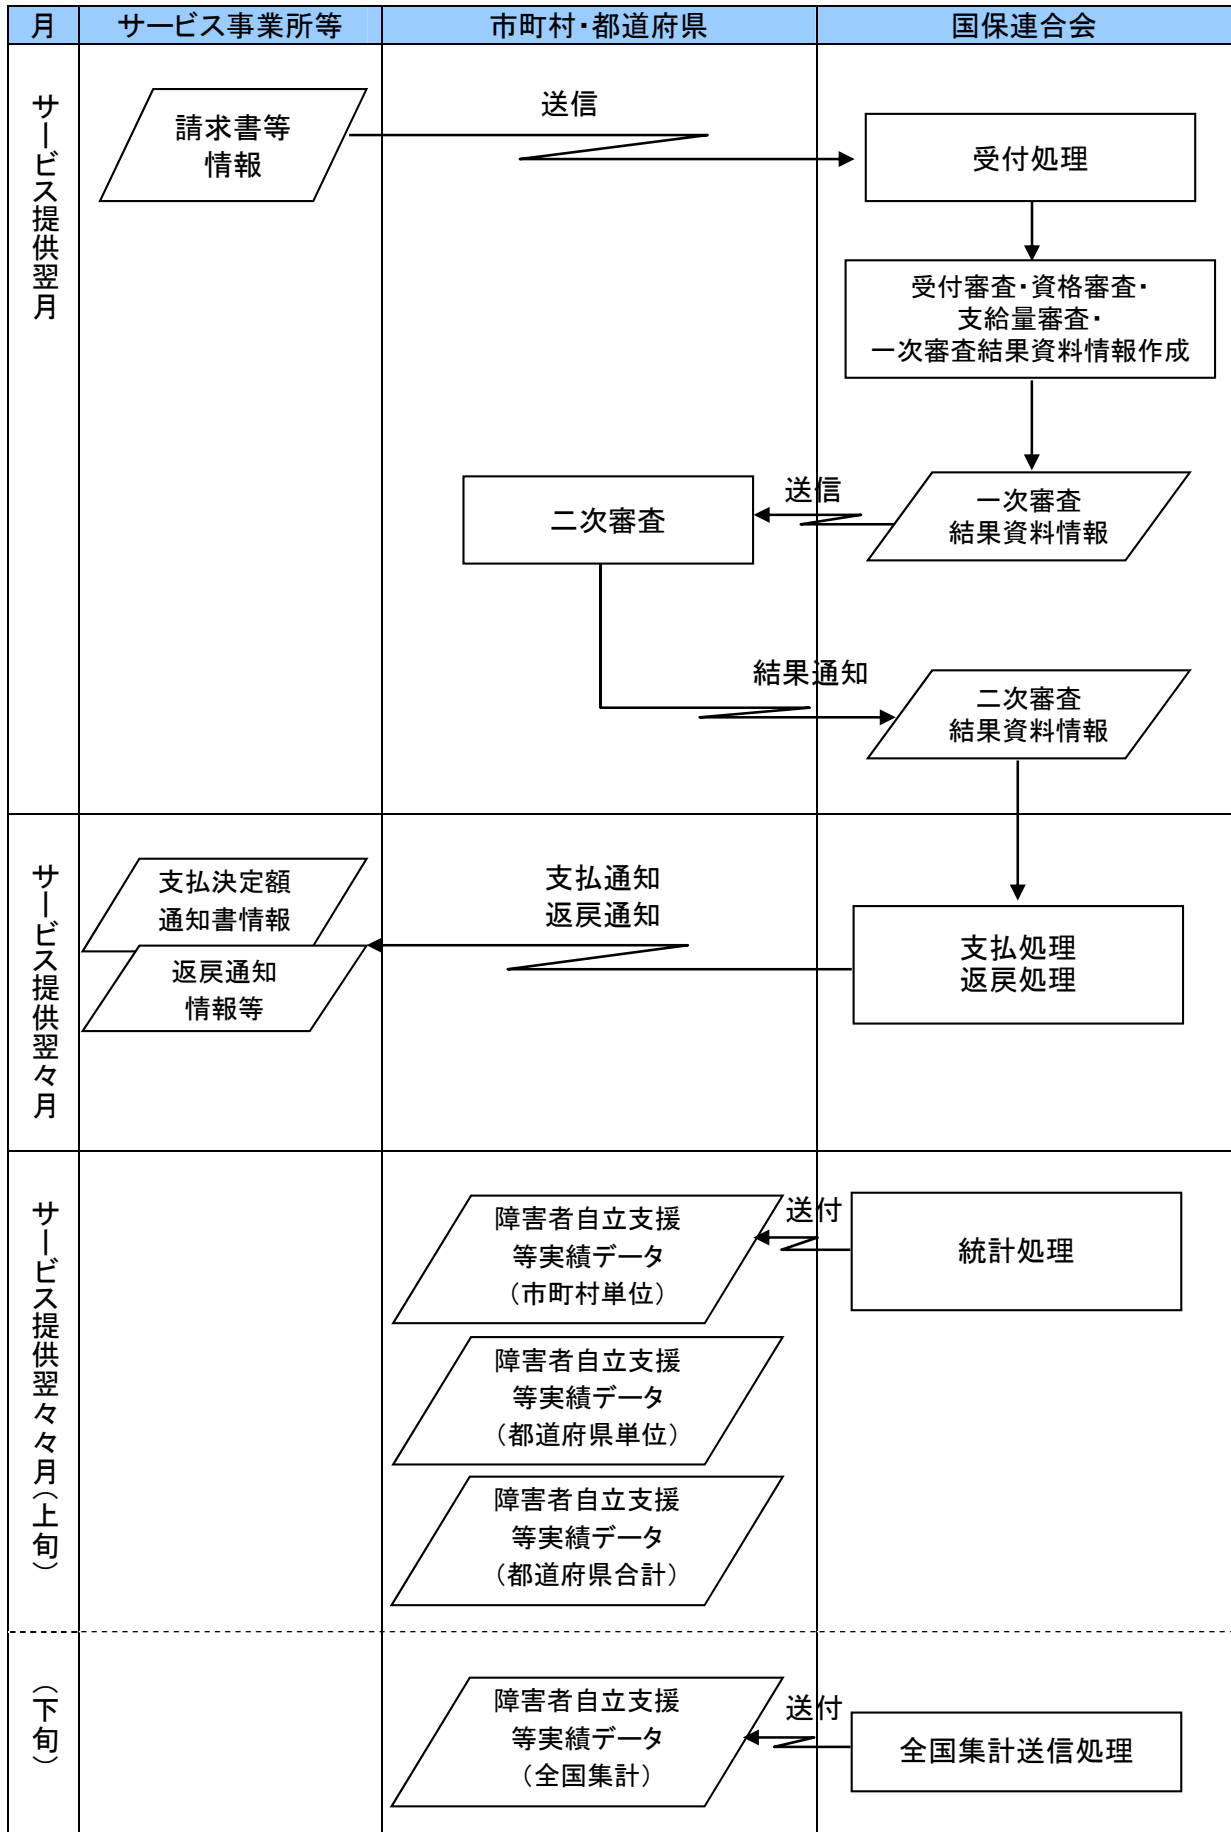 月
サービス事業所等
市町村・都道府県
国保連合会
サービス提供翌月
請求書等
情報
送信
受付処理
受付審査・資格審査・
支給量審査・
一次審査結果資料情報作成
二次審査
送信
一次審査
結果資料情報
結果通知
二次審査
結果資料情報
サービス提供翌々月
支払決定額
通知書情報
返戻通知
情報等
支払通知
返戻通知
支払処理
返戻処理
サービス提供翌々々月(上旬)
障害者自立支援
等実績データ
(市町村単位)
送付
統計処理
障害者自立支援
等実績データ
(都道府県単位)
障害者自立支援
等実績データ
(都道府県合計)
(下旬)
障害者自立支援
等実績データ
(全国集計)
送付
全国集計送信処理